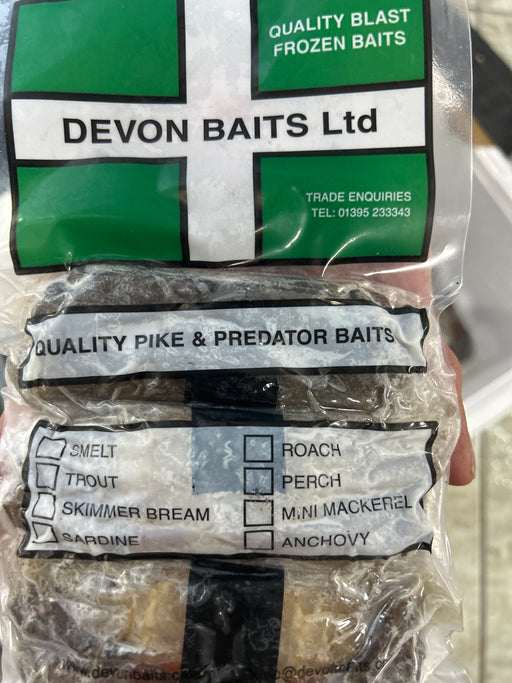 QUALITY BLAST
FROZEN BAITS
DEVON BAITS Ltd
TRADE ENQUIRIES
TEL: 01395 233343
QUALITY PIKE & PREDATOR BAITS
SMELT
TROUT
SKIMMER BREAM
SARDINE
ROACH
PERCH
MINI MACKEREL
ANCHOVY